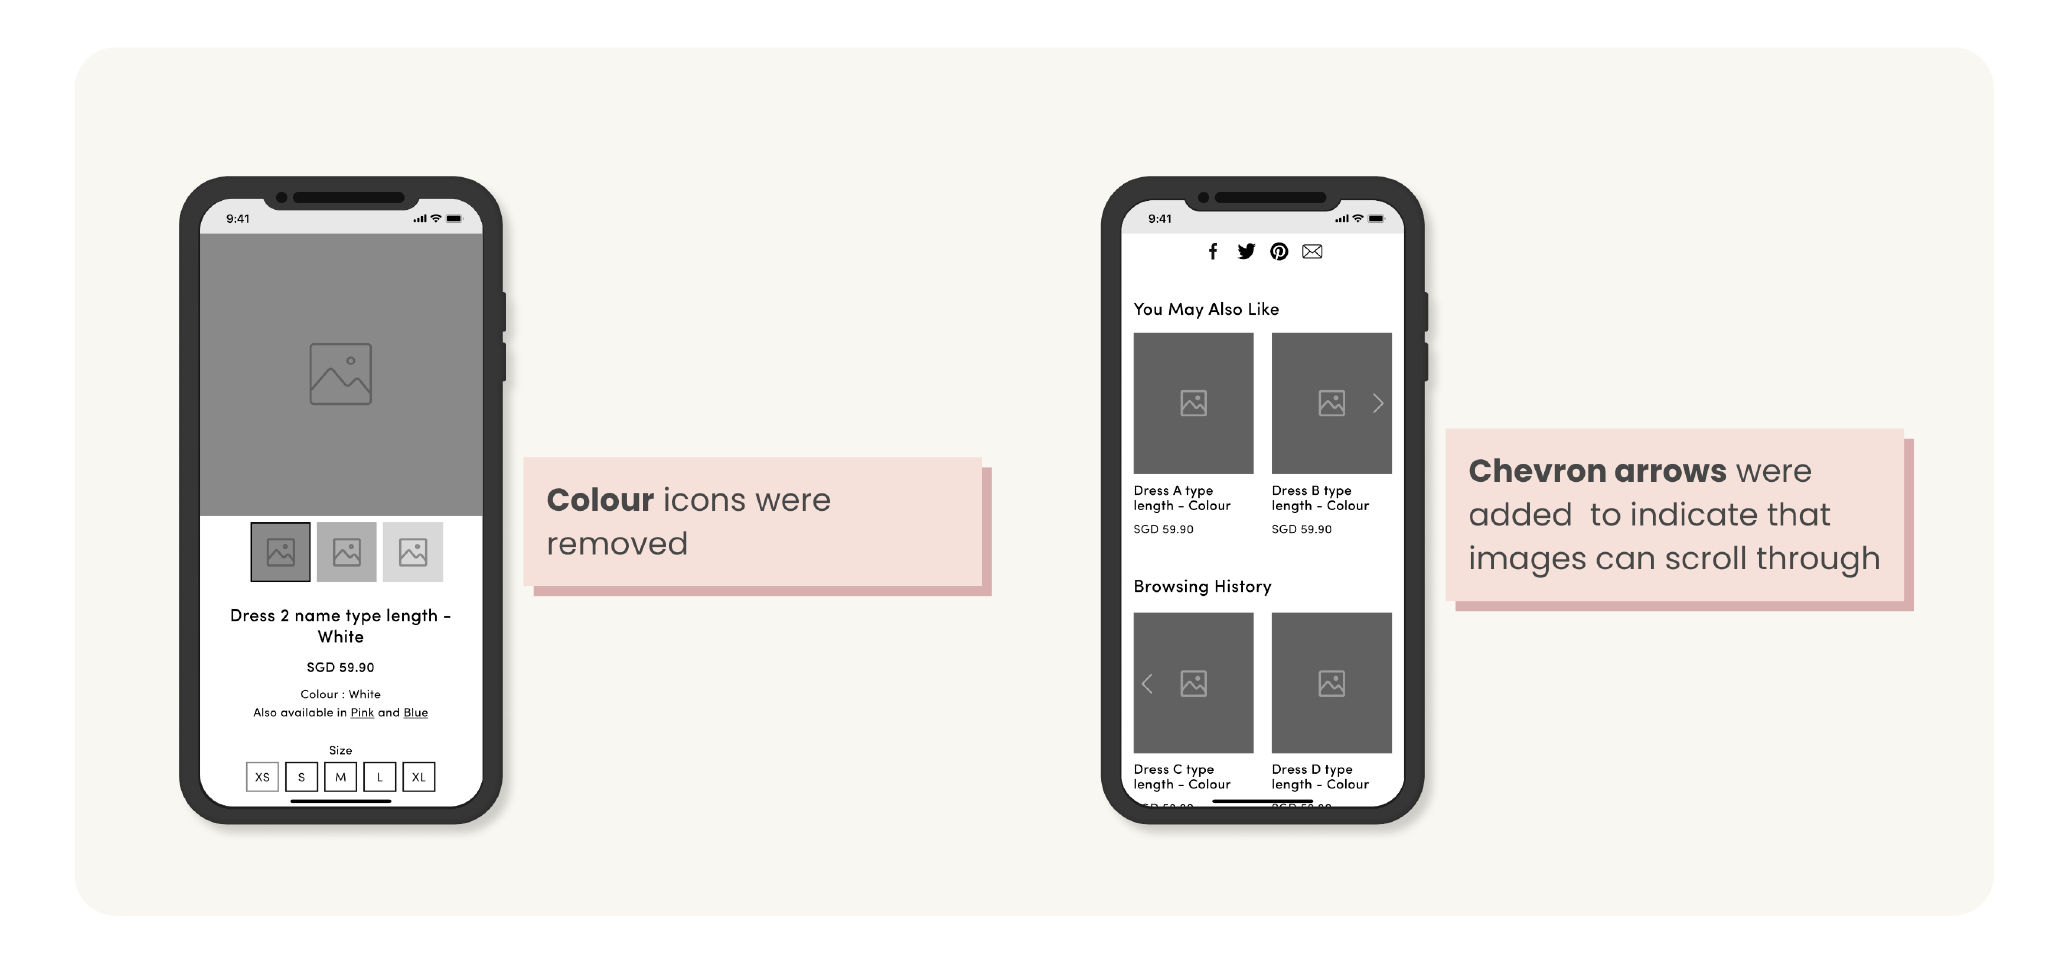 9:41
Dress 2 name type length -
White
SGD 59.90
Colour : White
Also available in Pink and Blue
Size
XS S M L XL
Colour icons were
removed
9:41
You May Also Like
Dress A type
length - Colour
SGD 59.90
Dress B type
length - Colour
SGD 59.90
Browsing History
Dress C type
length - Colour
Dress D type
length - Colour
Chevron arrows were
added  to indicate that
images can scroll through